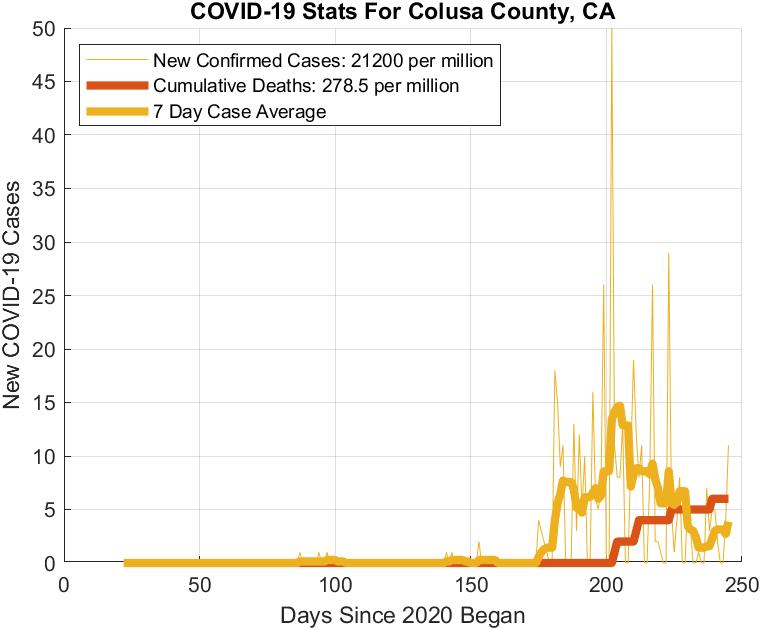 COVID-19 Stats For Colusa County, CA
New Confirmed Cases: 21200 per million
Cumulative Deaths: 278.5 per million
7 Day Case Average
New COVID-19 Cases
50
45
40
35
30
25
20
15
10
5
0
0 50 100 150 200 250
Days Since 2020 Began